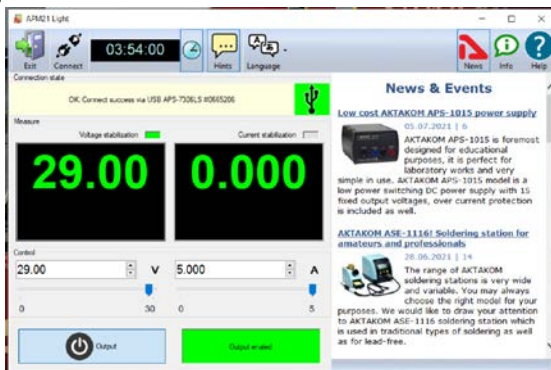 APM21 Light
Exit
Connect
03:54:00
Hints
Language
News
Info
Help
Connection state
OK: Connect success via USB APS-7306LS #0665206
Measure
Voltage stabilization
Current stabilization
29.00
0.000
Control
29.00 V
5.000 A
0 30
0 5
Output
Output enabled
News & Events
Low cost AKTAKOM APS-1015 power supply
05.07.2021 | 6
AKTAKOM APS-1015 is foremost
designed for educational
purposes, it is perfect for
laboratory works and very
simple in use. AKTAKOM APS-1015 model is a
low power switching DC power supply with 15
fixed output voltages, over current protection
is included as well.
AKTAKOM ASE-1116! Soldering station for
amateurs and professionals
28.06.2021 | 14
The range of AKTAKOM
soldering stations is very wide
and variable. You may always
choose the right model for your
purposes. We would like to draw your attention
to AKTAKOM ASE-1116 soldering station which
is used in traditional types of soldering as well
as for lead-free.